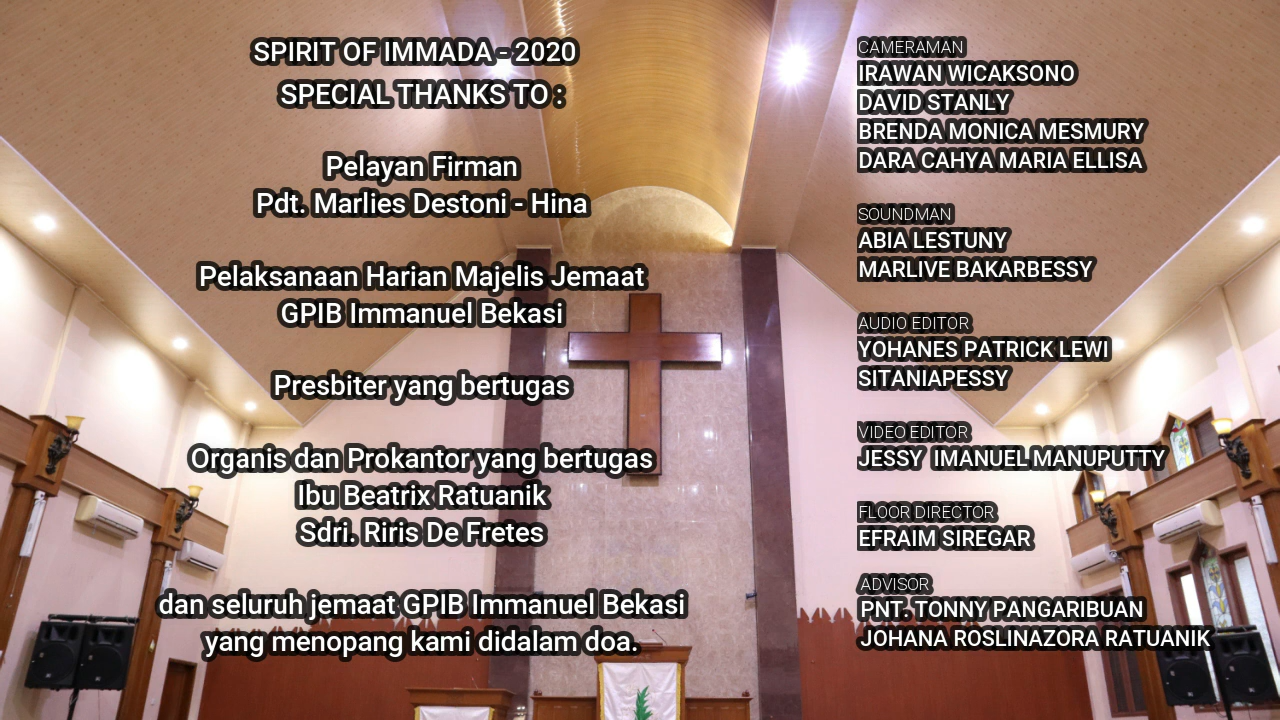 SPIRIT OF IMMADA - 2020
SPECIAL THANKS TO :
Pelayan Firman
Pdt. Marlies Destoni - Hina
Pelaksanaan Harian Majelis Jemaat
GPIB Immanuel Bekasi
Presbiter yang bertugas
Organis dan Prokantor yang bertugas
Ibu Beatrix Ratuanik
Sdri. Riris De Fretes
dan seluruh jemaat GPIB Immanuel Bekasi
yang menopang kami didalam doa.
CAMERAMAN
IRAWAN WICAKSONO
DAVID STANLY
BRENDA MONICA MESMURY
DARA CAHYA MARIA ELLISA
SOUNDMAN
ABIA LESTUNY
MARLIVE BAKARBESSY
AUDIO EDITOR
YOHANES PATRICK LEWI
SITANIAPESSY
VIDEO EDITOR
JESSY IMANUEL MANUPUTTY
FLOOR DIRECTOR
EFRAIM SIREGAR
ADVISOR
PNT. TONNY PANGARIBUAN
JOHANA ROSLINAZORA RATUANIK